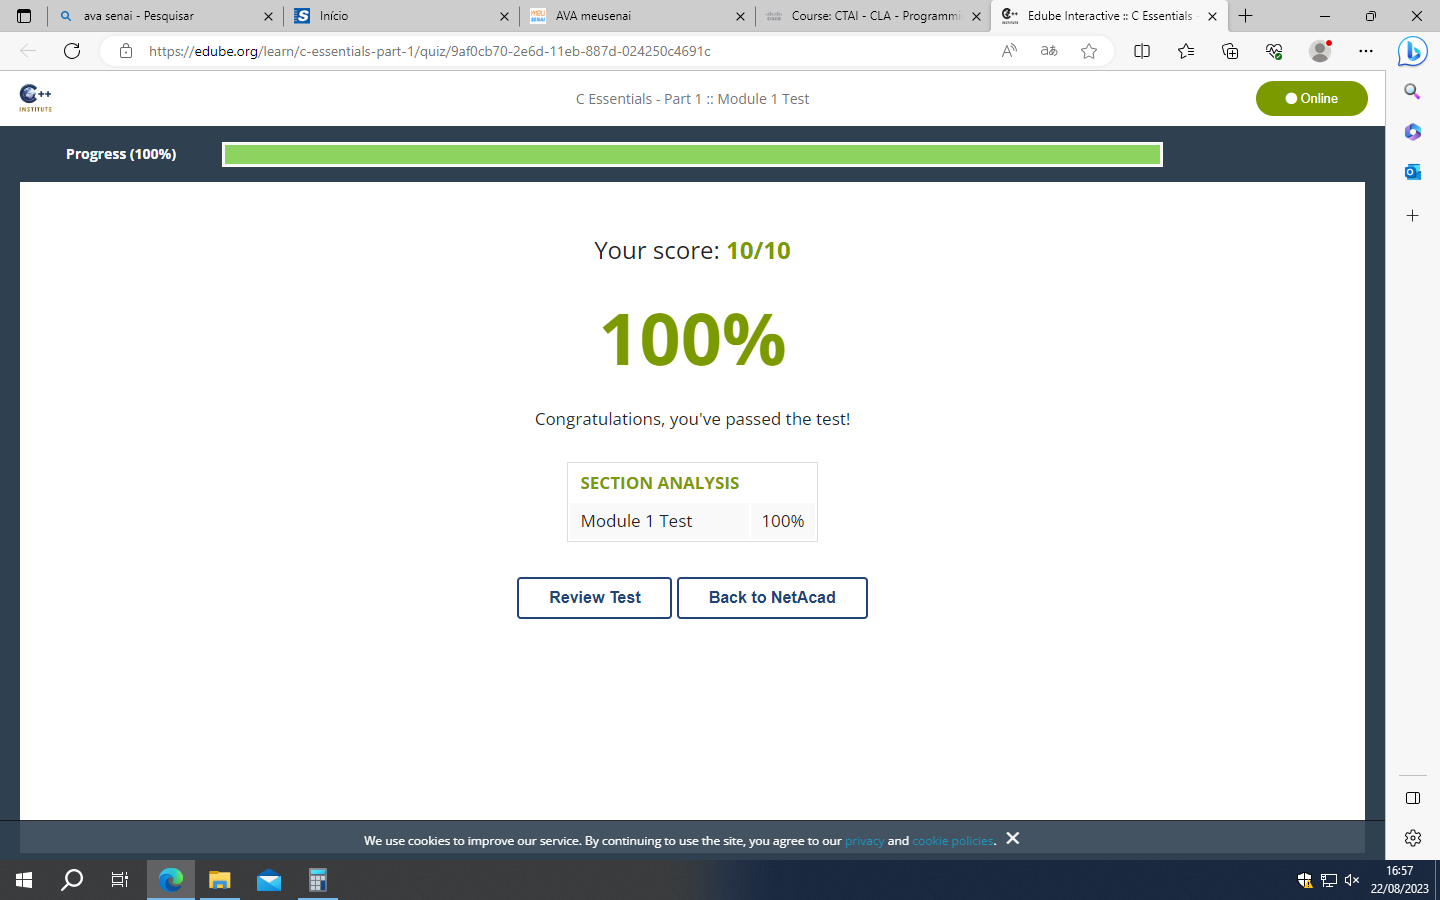 ava senai - Pesquisar
Início
AVA meusenai
Course: CTAI - CLA - Programmi
Edube Interactive :: C Essentials -
https://edube.org/learn/c-essentials-part-1/quiz/9af0cb70-2e6d-11eb-887d-024250c4691c
C++
INSTITUTE
C Essentials - Part 1 :: Module 1 Test
Online
Progress (100%)
Your score: 10/10
100%
Congratulations, you've passed the test!
SECTION ANALYSIS
Module 1 Test 100%
Review Test
Back to NetAcad
We use cookies to improve our service. By continuing to use the site, you agree to our privacy and cookie policies.
16:57
22/08/2023